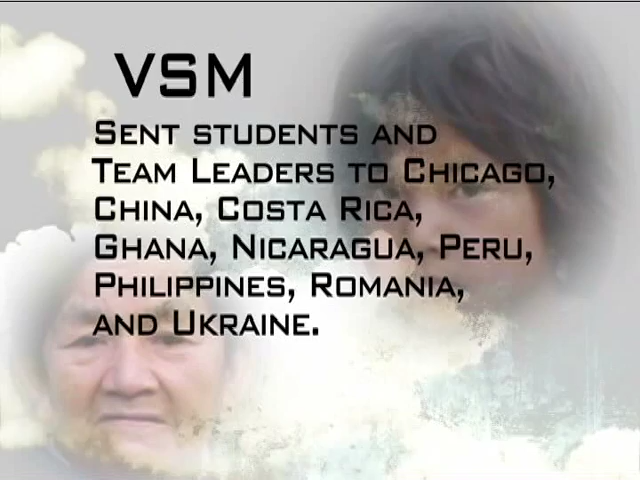 VSM
Sent students and
Team Leaders to Chicago,
China, Costa Rica,
Ghana, Nicaragua, Peru,
Philippines, Romania,
and Ukraine.